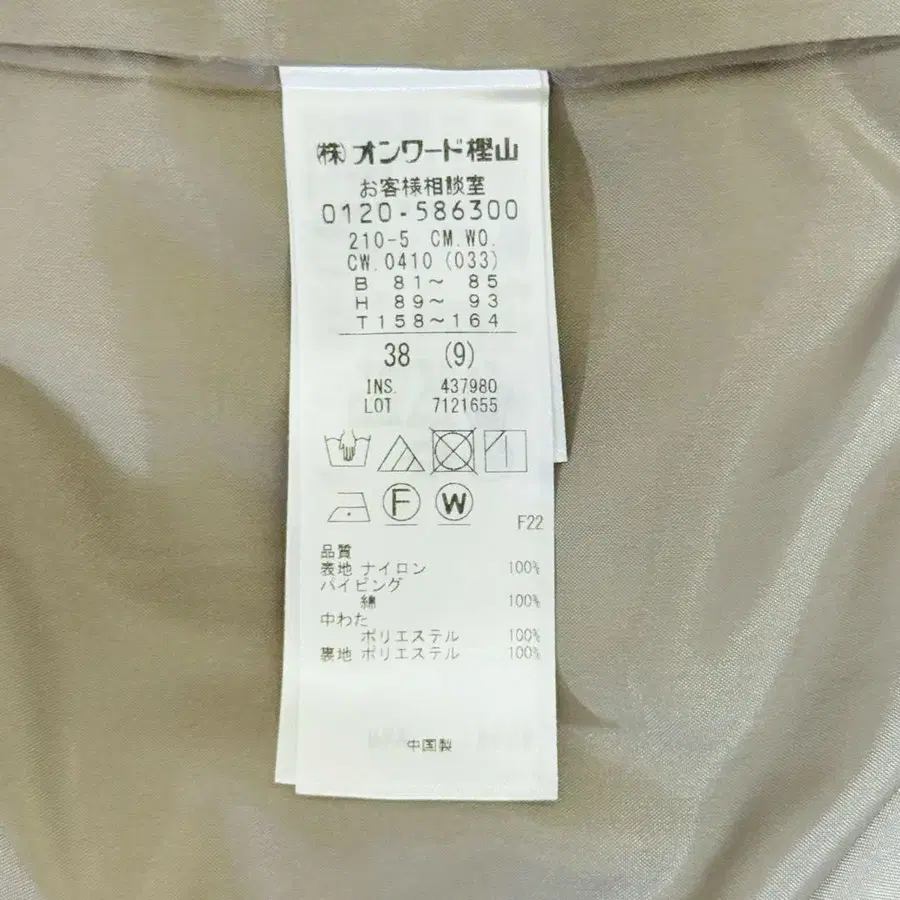 (株)オンワード樫山
お客様相談室
0120-586300
210-5 CM.WO.
CW.0410 (033)
B 81〜 85
H 89〜 93
T158〜164
38 (9)
INS. 437980
LOT 7121655
F
W
F22
品質
表地 ナイロン 100%
パイピング
綿 100%
中わた
ポリエステル 100%
裏地 ポリエステル 100%
中国製